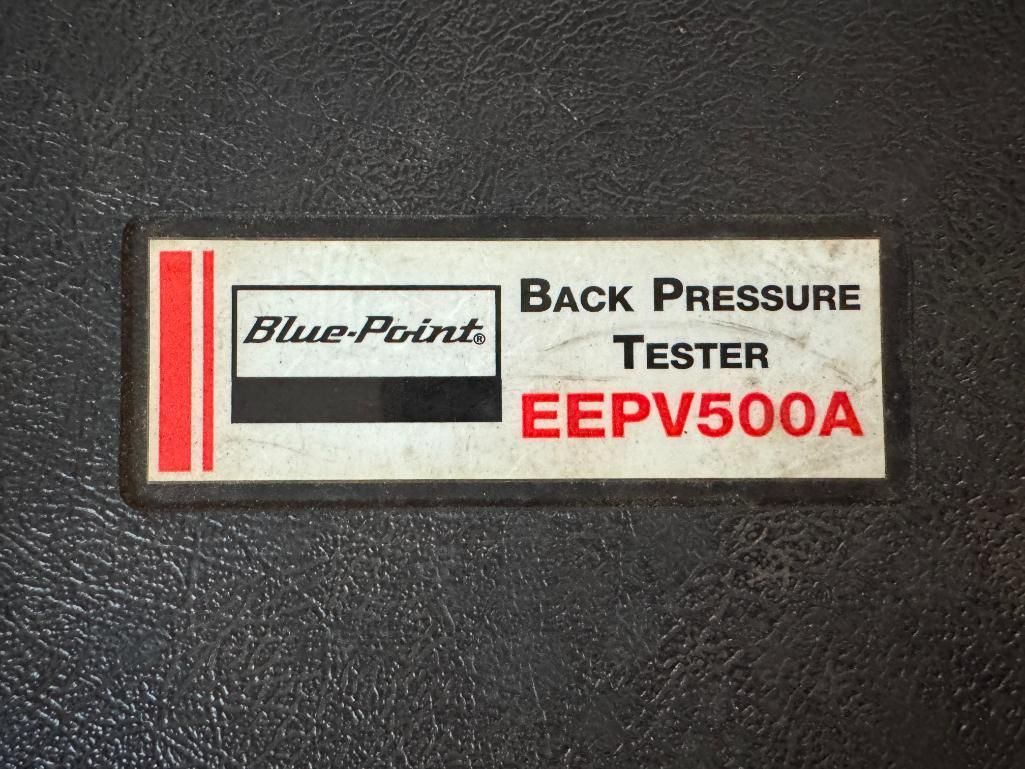 Blue-Point®
BACK PRESSURE
TESTER
EEPV500A